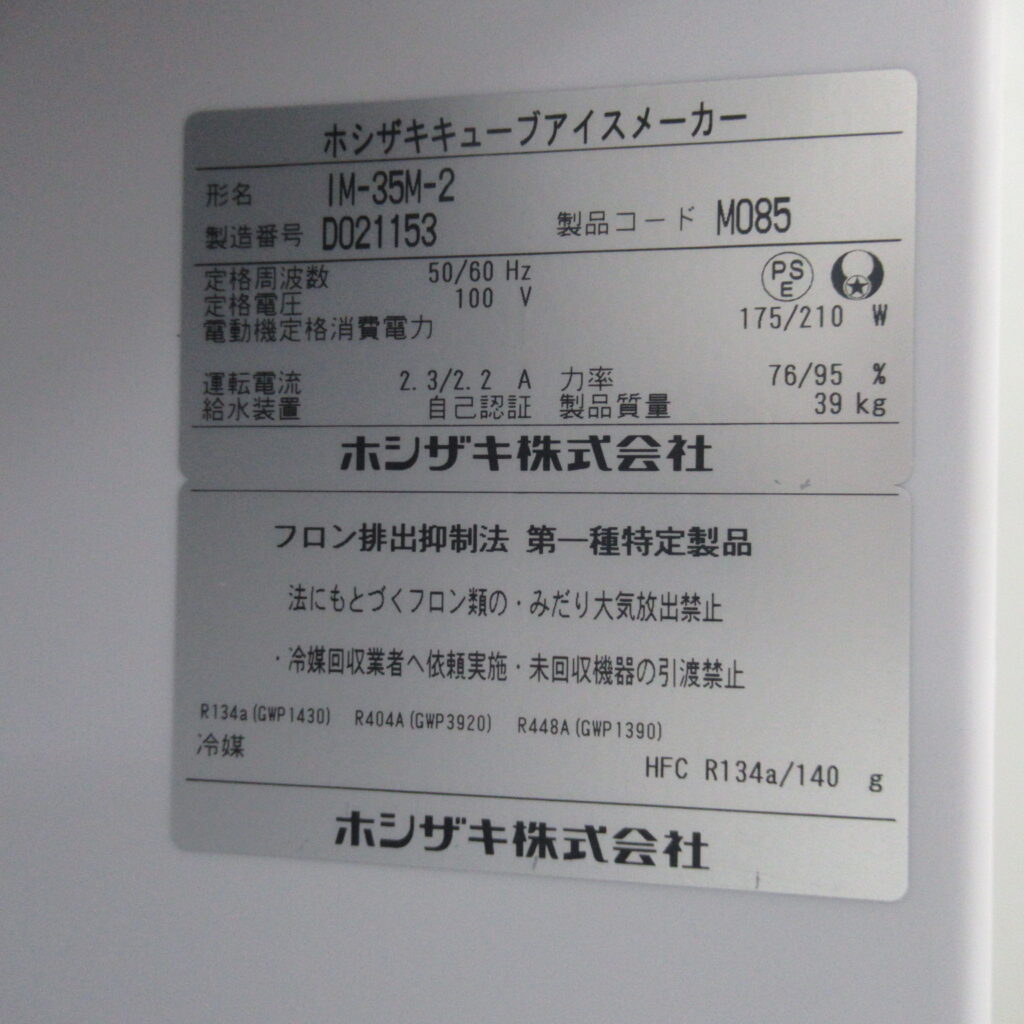 ホシザキキューブアイスメーカー
形名 IM-35M-2
製造番号 D021153 製品コード M085
定格周波数 50/60 Hz PSE
定格電圧 100 V
電動機定格消費電力 175/210 W
運転電流 2.3/2.2 A 力率 76/95 %
給水装置 自己認証 製品質量 39 kg
ホシザキ株式会社
フロン排出抑制法 第一種特定製品
法にもとづくフロン類の・みだり大気放出禁止
・冷媒回収業者へ依頼実施・未回収機器の引渡禁止
R134a(GWP1430) R404A(GWP3920) R448A(GWP1390)
冷媒
HFC R134a/140 g
ホシザキ株式会社